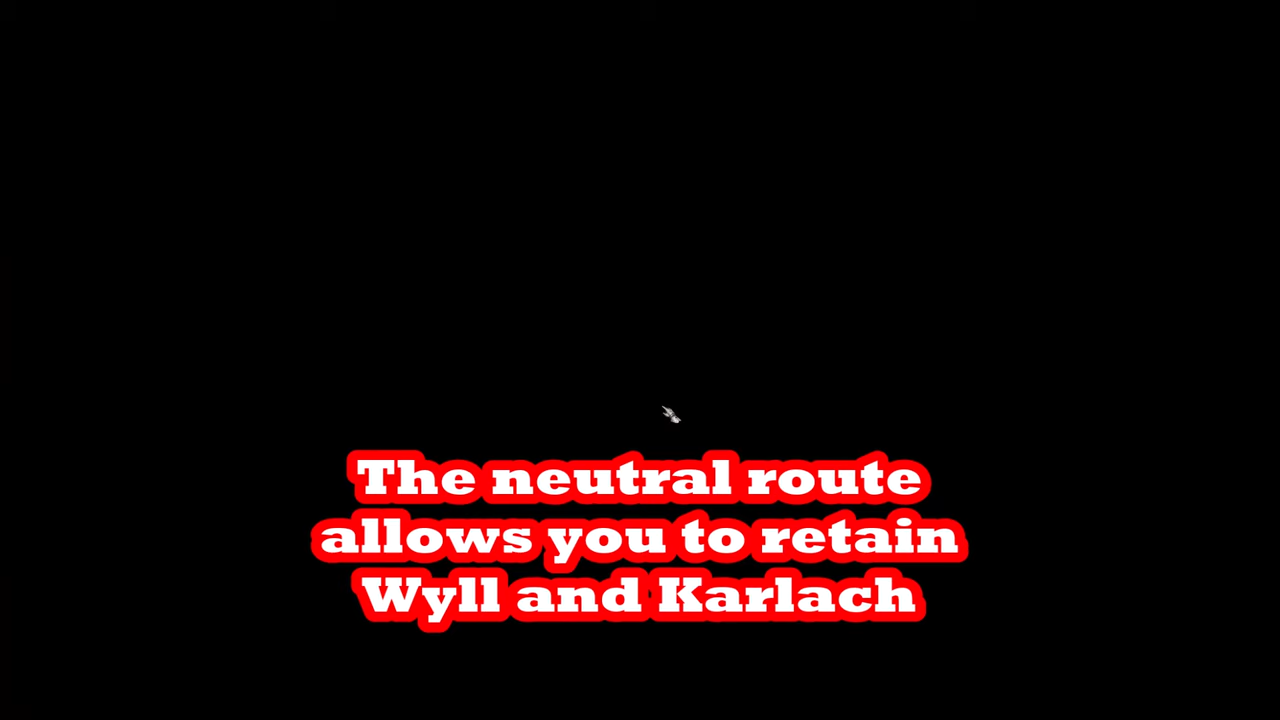 The neutral route
allows you to retain
Wyll and Karlach